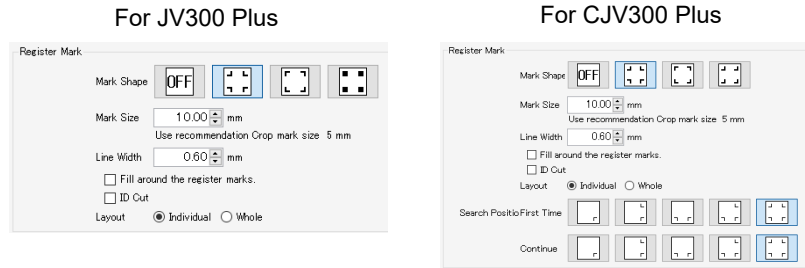 For JV300 Plus
Register Mark
Mark Shape OFF
Mark Size 10.00 mm
Use recommendation Crop mark size 5 mm
Line Width 0.60 mm
Fill around the register marks.
ID Cut
Layout Individual Whole
For CJV300 Plus
Register Mark
Mark Shape OFF
Mark Size 10.00 mm
Use recommendation Crop mark size 5 mm
Line Width 0.60 mm
Fill around the register marks.
ID Cut
Layout Individual Whole
Search Positio First Time
Continue